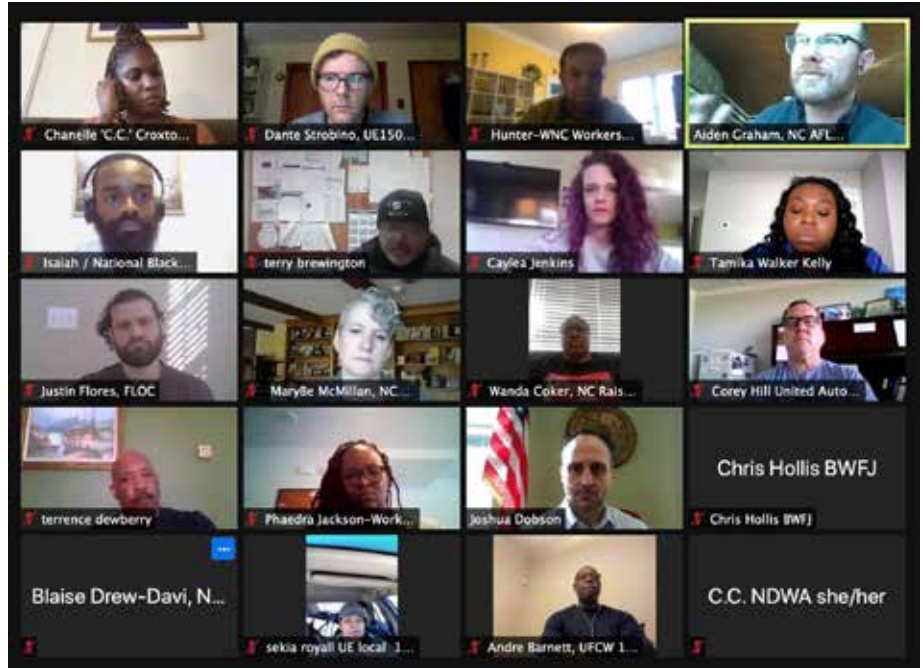 Chanelle "C.C." Croxto...
Dante Strobino, UE150...
Hunter-WNC Workers...
Aiden Graham, NC AFL...
Isaiah / National Black...
terry brewington
Caylea Jenkins
Tamika Walker Kelly
Justin Flores, FLOC
MaryBe McMillan, NC...
Wanda Coker, NC Rais...
Corey Hill United Auto...
terrence dewberry
Phaedra Jackson-Work...
Joshua Dobson
Chris Hollis BWFJ
Chris Hollis BWFJ
Blaise Drew-Davi, N...
sekia royall UE local 1...
Andre Barnett, UFCW 1...
C.C. NDWA she/her